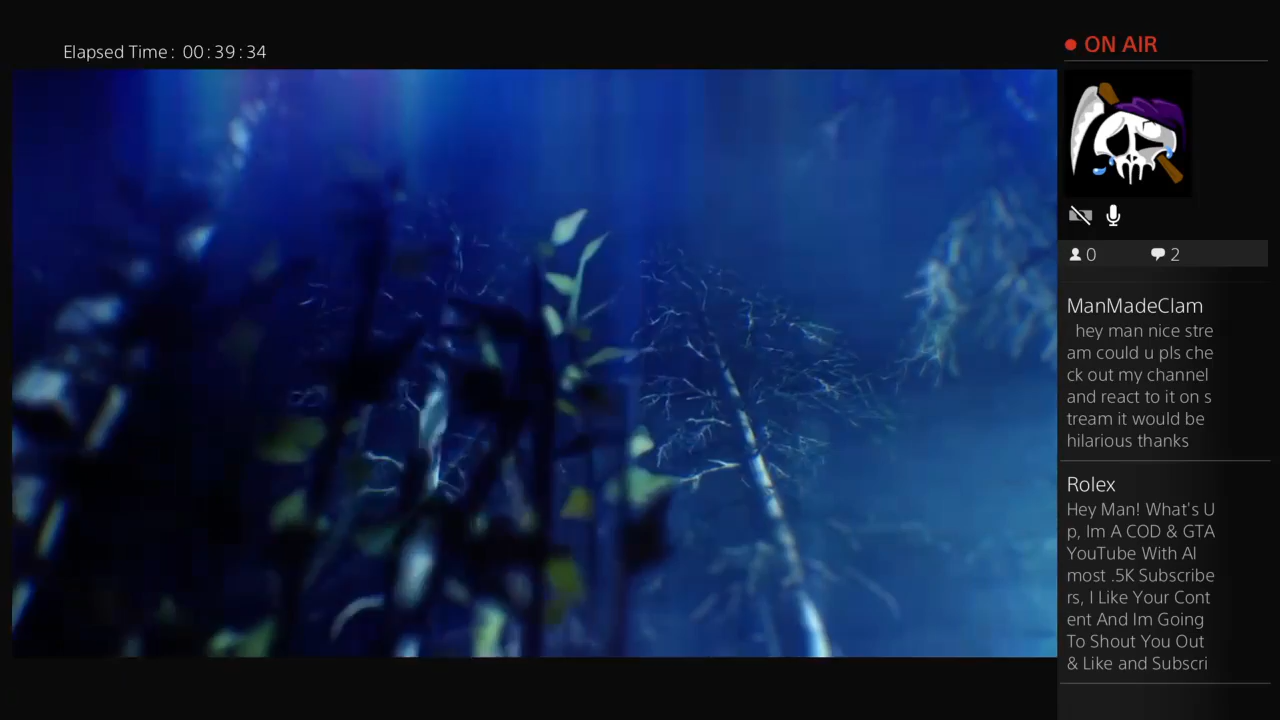 Elapsed Time: 00:39:34
ON AIR
0
2
ManMadeClam
hey man nice stre
am could u pls che
ck out my channel
and react to it on s
tream it would be
hilarious thanks
Rolex
Hey Man! What's U
p, Im A COD & GTA
YouTube With Al
most .5K Subscribe
rs, I Like Your Cont
ent And Im Going
To Shout You Out
& Like and Subscri